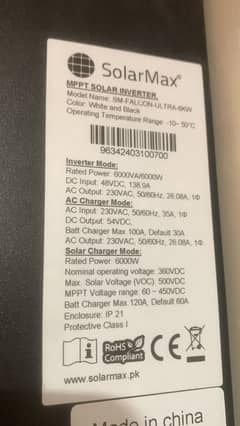 SolarMax®
MPPT SOLAR INVERTER
Model: SM-FALCON-ULTRA-6KW
Color: White and Black
Operating Temperature Range: -10~ 50°C
96342403100700
Inverter Mode:
Rated Power: 6000VA/6000W
DC Input: 48VDC, 138.9A
AC Output: 230VAC, 50/60Hz, 26.08A, 1Φ
AC Charger Mode:
AC Input: 230VAC, 50/60Hz, 35A, 1Φ
DC Output: 54VDC,
Batt Charger Max 100A, Default 30A
AC Output: 230VAC, 50/60Hz, 26.08A, 1Φ
Solar Charger Mode:
Rated Power: 6000W
Nominal operating voltage: 360VDC
Max. Solar Voltage (VOC): 500VDC
MPPT Voltage range: 60 ~ 450VDC
Batt Charger Max 120A, Default 60A
Enclosure: IP 21
Protective Class I
RoHS
Compliant
CE
www.solarmax.pk
Made in china